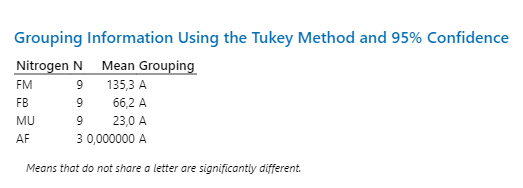 Grouping Information Using the Tukey Method and 95% Confidence
Nitrogen N Mean Grouping
FM 9 135,3 A
FB 9 66,2 A
MU 9 23,0 A
AF 3 0,000000 A
Means that do not share a letter are significantly different.